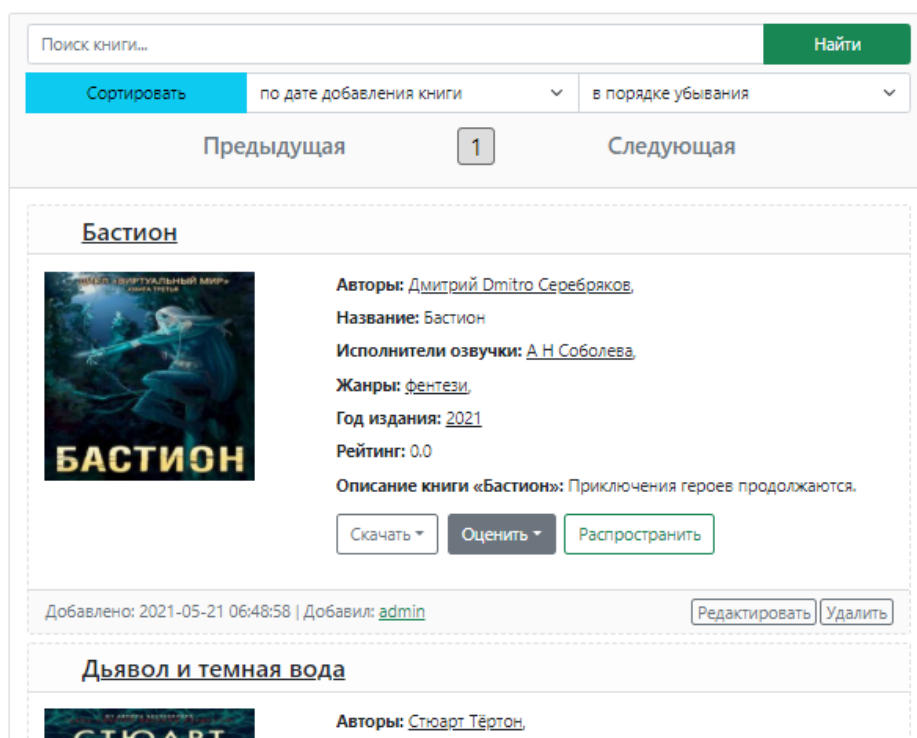 Поиск книги...
Найти
Сортировать
по дате добавления книги
в порядке убывания
Предыдущая
1
Следующая
Бастион
ЦИКЛ «ВИРТУАЛЬНЫЙ МИР»
КНИГА ТРЕТЬЯ
БАСТИОН
Авторы: Дмитрий Dmitro Серебряков,
Название: Бастион
Исполнители озвучки: А Н Соболева,
Жанры: фентези,
Год издания: 2021
Рейтинг: 0.0
Описание книги «Бастион»: Приключения героев продолжаются.
Скачать
Оценить
Распространить
Добавлено: 2021-05-21 06:48:58 | Добавил: admin
Редактировать
Удалить
Дьявол и темная вода
СТЮАРТ
Авторы: Стюарт Тёртон,